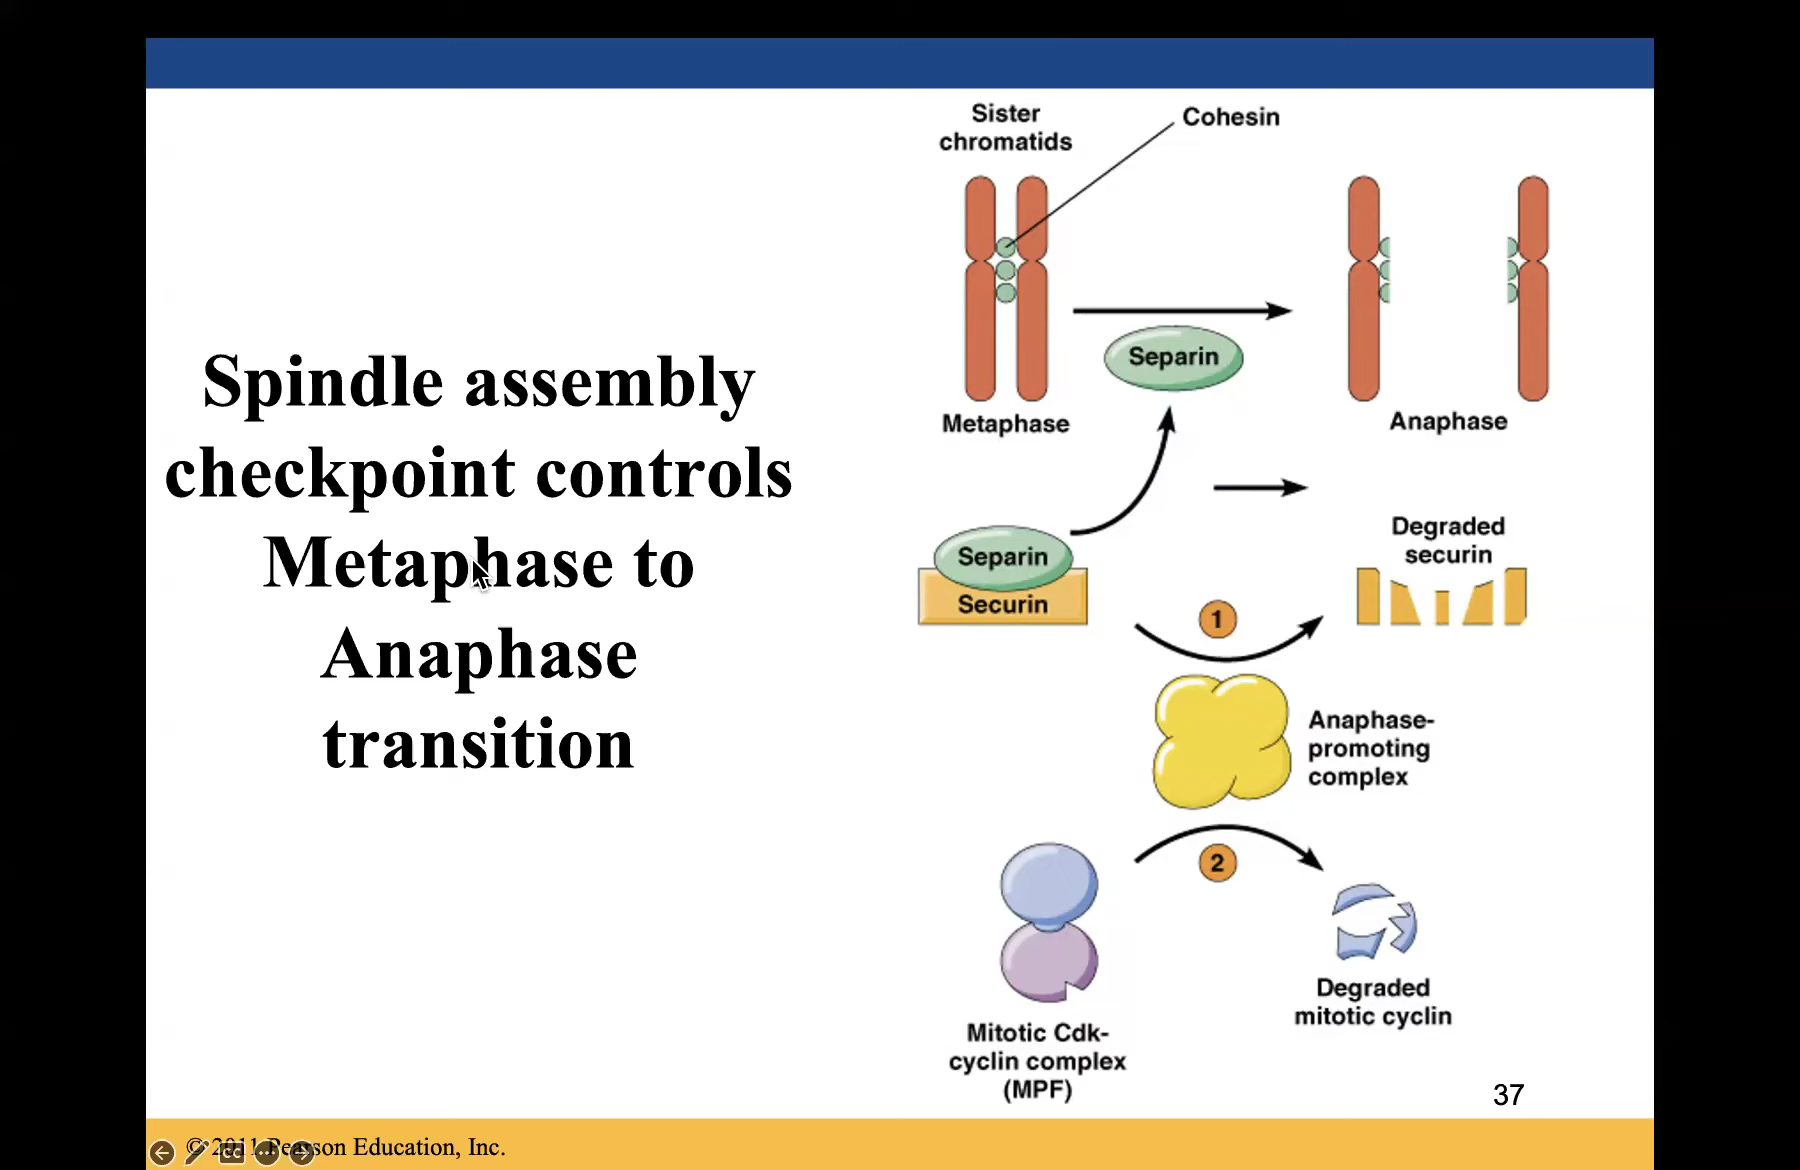 Spindle assembly
checkpoint controls
Metaphase to
Anaphase
transition
Sister
chromatids
Cohesin
Separin
Metaphase
Anaphase
Separin
Securin
Degraded
securin
1
Anaphase-
promoting
complex
2
Mitotic Cdk-
cyclin complex
(MPF)
Degraded
mitotic cyclin
37
© 2011 Pearson Education, Inc.
CC